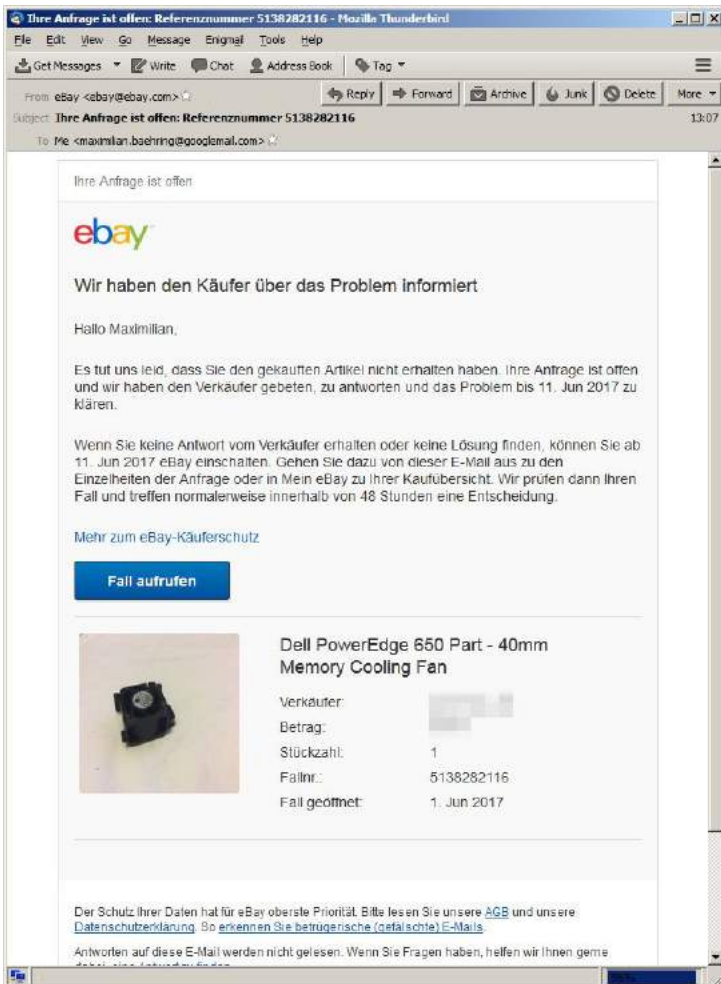 Ihre Anfrage ist offen: Referenznummer 5138282116 - Mozilla Thunderbird
File Edit View Go Message Enigmail Tools Help
Get Messages Write Chat Address Book Tag
From eBay <ebay@ebay.com> Reply Forward Archive Junk Delete More
Subject Ihre Anfrage ist offen: Referenznummer 5138282116 13:07
To Me <maximilian.baehring@googlemail.com>
Ihre Anfrage ist offen
ebay
Wir haben den Käufer über das Problem informiert
Hallo Maximilian,
Es tut uns leid, dass Sie den gekauften Artikel nicht erhalten haben. Ihre Anfrage ist offen
und wir haben den Verkäufer gebeten, zu antworten und das Problem bis 11. Jun 2017 zu
klären.
Wenn Sie keine Antwort vom Verkäufer erhalten oder keine Lösung finden, können Sie ab
11. Jun 2017 eBay einschalten. Gehen Sie dazu von dieser E-Mail aus zu den
Einzelheiten der Anfrage oder in Mein eBay zu Ihrer Kaufübersicht. Wir prüfen dann Ihren
Fall und treffen normalerweise innerhalb von 48 Stunden eine Entscheidung.
Mehr zum eBay-Käuferschutz
Fall aufrufen
Dell PowerEdge 650 Part - 40mm
Memory Cooling Fan
Verkäufer:
Betrag:
Stückzahl: 1
Fallnr.: 5138282116
Fall geöffnet: 1. Jun 2017
Der Schutz Ihrer Daten hat für eBay oberste Priorität. Bitte lesen Sie unsere AGB und unsere
Datenschutzerklärung. So erkennen Sie betrügerische (gefälschte) E-Mails.
Antworten auf diese E-Mail werden nicht gelesen. Wenn Sie Fragen haben, helfen wir Ihnen gerne